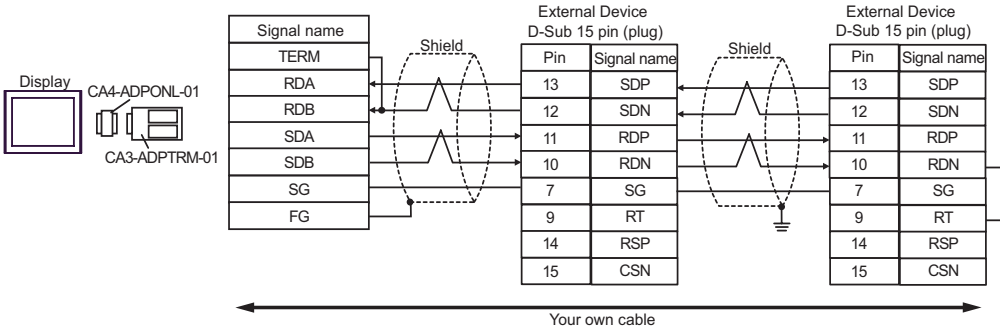 Display
CA4-ADPONL-01
CA3-ADPTRM-01
Signal name
TERM
RDA
RDB
SDA
SDB
SG
FG
Shield
External Device
D-Sub 15 pin (plug)
Pin Signal name
13 SDP
12 SDN
11 RDP
10 RDN
7 SG
9 RT
14 RSP
15 CSN
Shield
External Device
D-Sub 15 pin (plug)
Pin Signal name
13 SDP
12 SDN
11 RDP
10 RDN
7 SG
9 RT
14 RSP
15 CSN
Your own cable